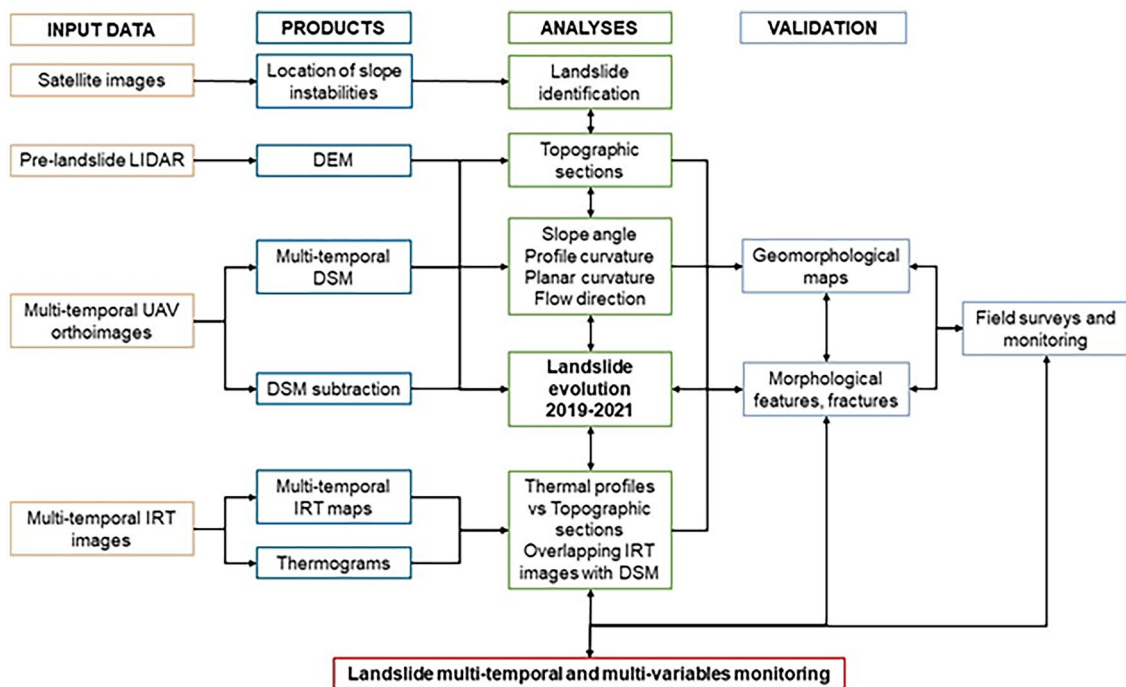 INPUT DATA
PRODUCTS
ANALYSES
VALIDATION
Satellite images
Location of slope
instabilities
Landslide
identification
Pre-landslide LIDAR
DEM
Topographic
sections
Multi-temporal UAV
orthoimages
Multi-temporal
DSM
Slope angle
Profile curvature
Planar curvature
Flow direction
Geomorphological
maps
Field surveys and
monitoring
DSM subtraction
Landslide
evolution
2019-2021
Morphological
features, fractures
Multi-temporal IRT
images
Multi-temporal
IRT maps
Thermograms
Thermal profiles
vs Topographic
sections
Overlapping IRT
images with DSM
Landslide multi-temporal and multi-variables monitoring